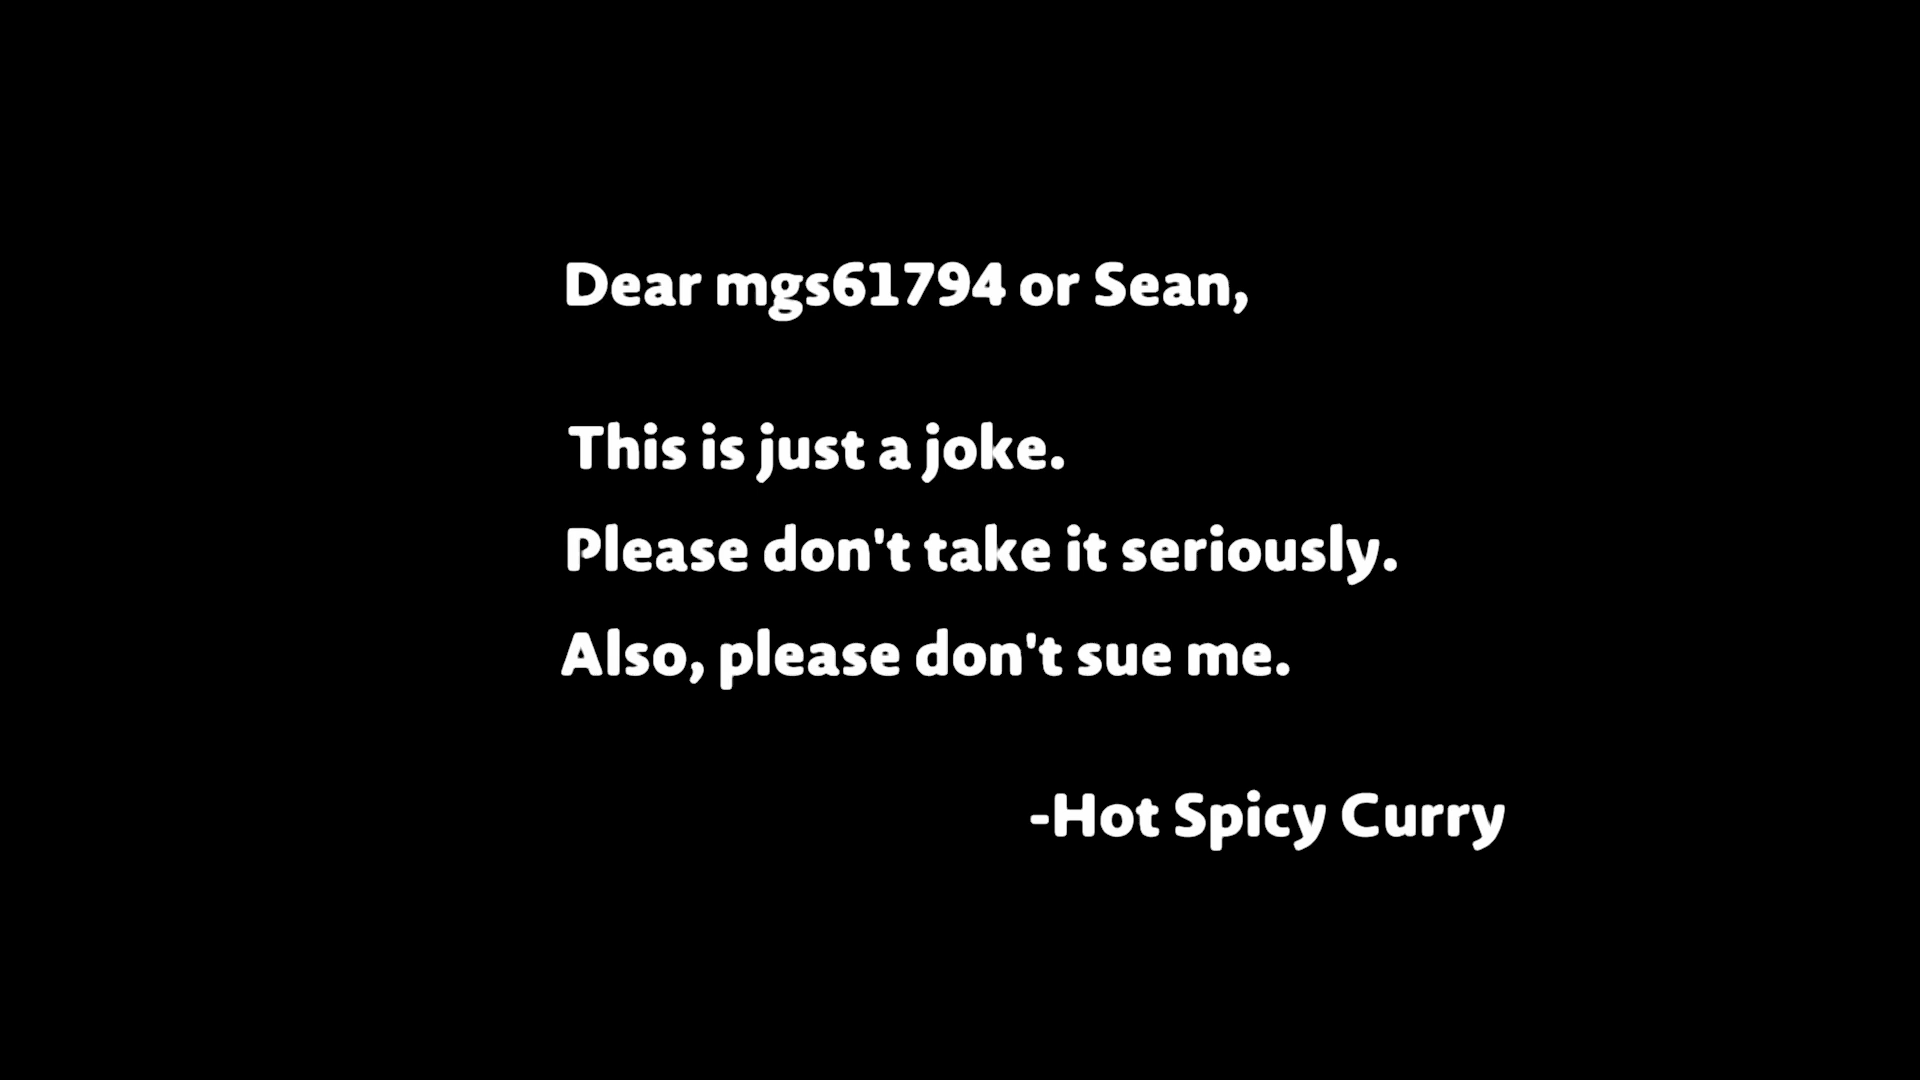 Dear mgs61794 or Sean,
This is just a joke.
Please don't take it seriously.
Also, please don't sue me.
-Hot Spicy Curry